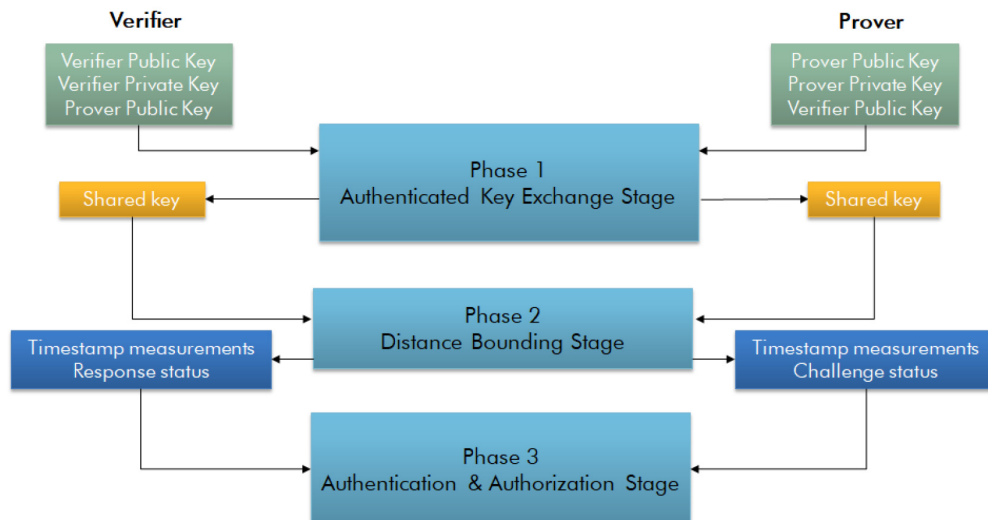 Verifier
Prover
Verifier Public Key
Verifier Private Key
Prover Public Key
Prover Public Key
Prover Private Key
Verifier Public Key
Phase 1
Authenticated Key Exchange Stage
Shared key
Shared key
Phase 2
Distance Bounding Stage
Timestamp measurements
Response status
Timestamp measurements
Challenge status
Phase 3
Authentication & Authorization Stage